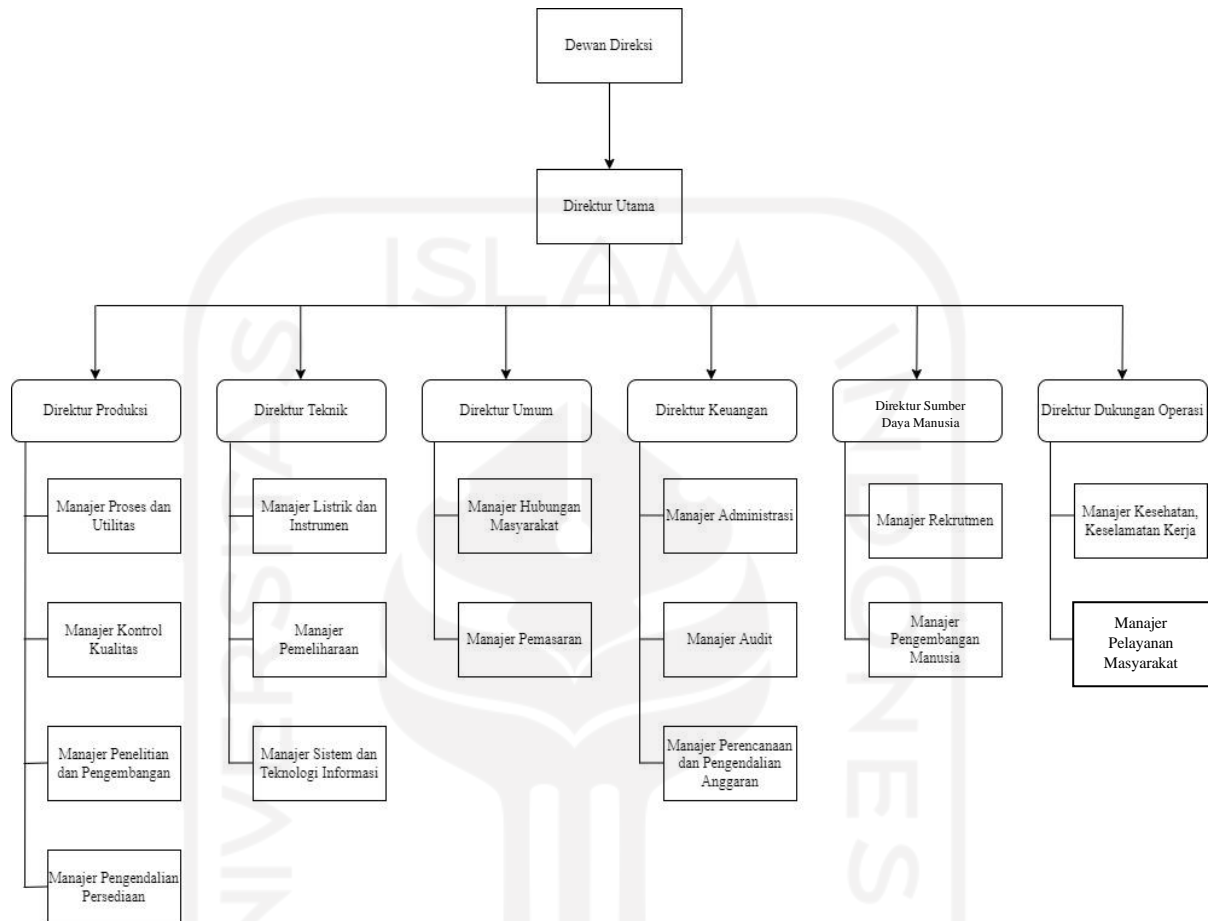 Dewan Direksi
Direktur Utama
ISLAM
UNIVERSITAS
INDONES
Direktur Produksi
Direktur Teknik
Direktur Umum
Direktur Keuangan
Direktur Sumber
Daya Manusia
Direktur Dukungan Operasi
Manajer Proses dan
Utilitas
Manajer Listrik dan
Instrumen
Manajer Hubungan
Masyarakat
Manajer Administrasi
Manajer Rekrutmen
Manajer Kesehatan,
Keselamatan Kerja
Manajer Kontrol
Kualitas
Manajer
Pemeliharaan
Manajer Pemasaran
Manajer Audit
Manajer
Pengembangan
Manusia
Manajer
Pelayanan
Masyarakat
Manajer Penelitian
dan Pengembangan
Manajer Sistem dan
Teknologi Informasi
Manajer Perencanaan
dan Pengendalian
Anggaran
Manajer Pengendalian
Persediaan